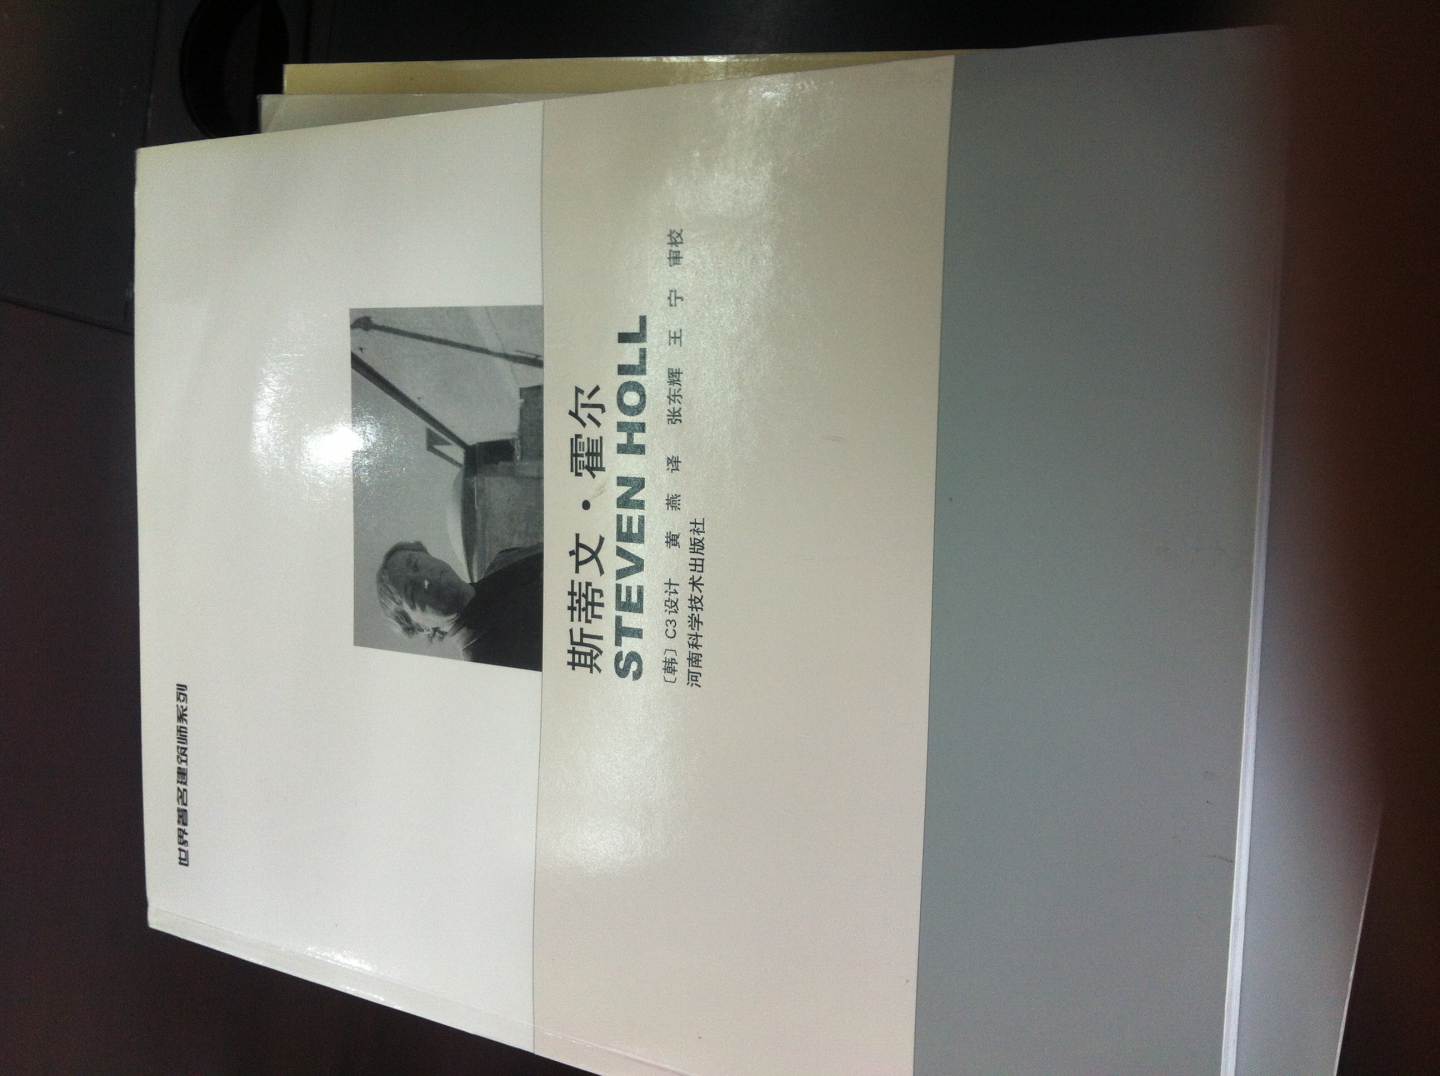 世界著名建筑师系列
斯蒂文·霍尔
STEVEN HOLL
〔韩〕C3设计 黄 燕 译 张东辉 王 宁 审校
河南科学技术出版社